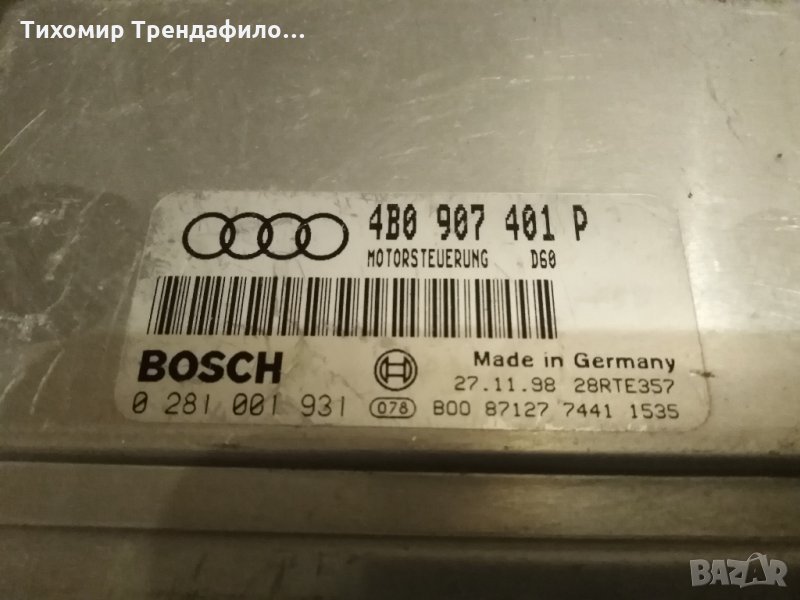 Тихомир Трендафило...
4B0 907 401 P
MOTORSTEUERUNG D60
BOSCH
Made in Germany
27.11.98 28RTE357
0 281 001 931 078 B00 87127 7441 1535
BAZAR